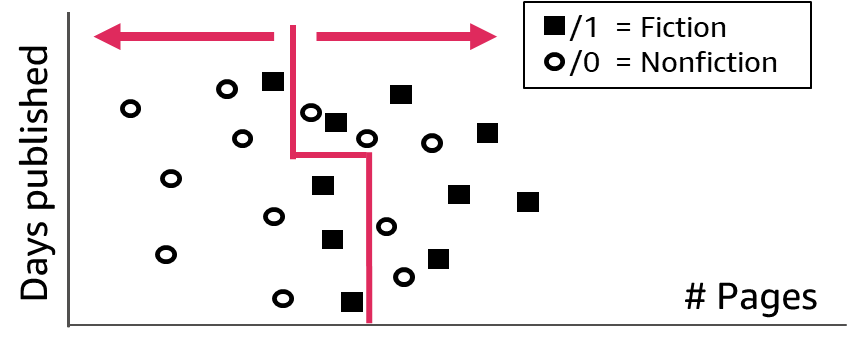 ■/1 = Fiction
○/0 = Nonfiction
Days published
# Pages